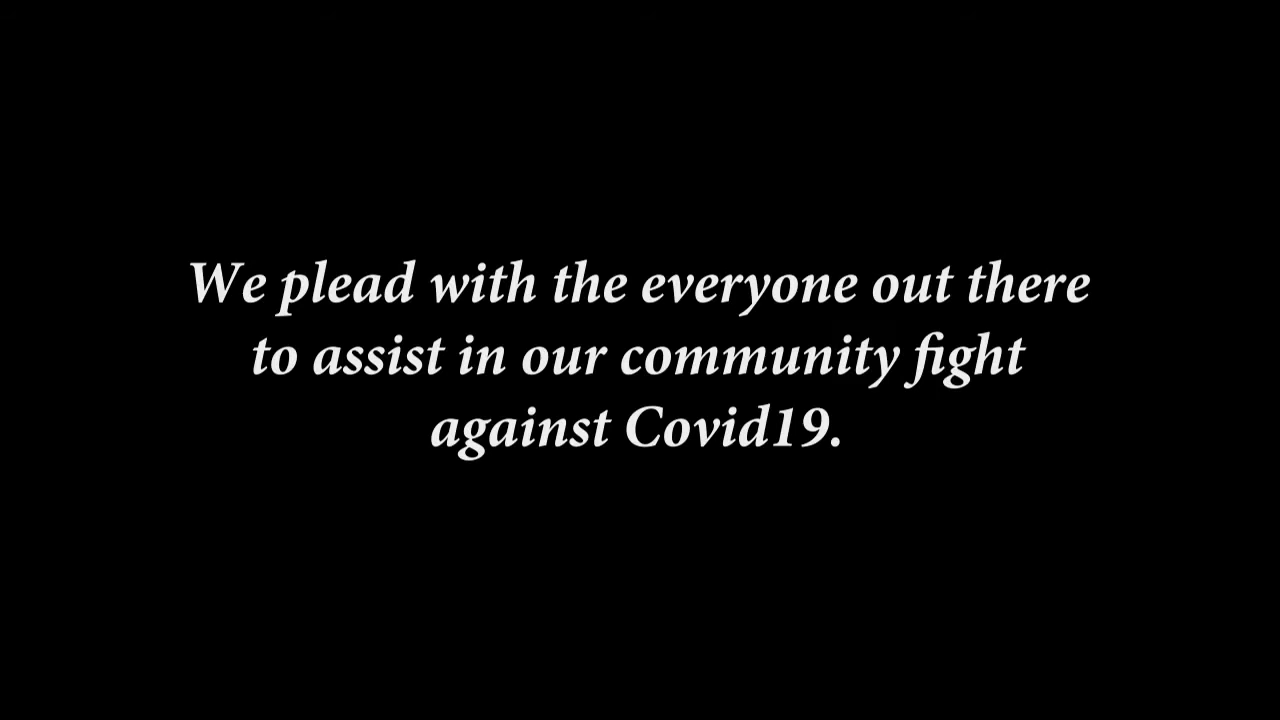 We plead with the everyone out there
to assist in our community fight
against Covid19.